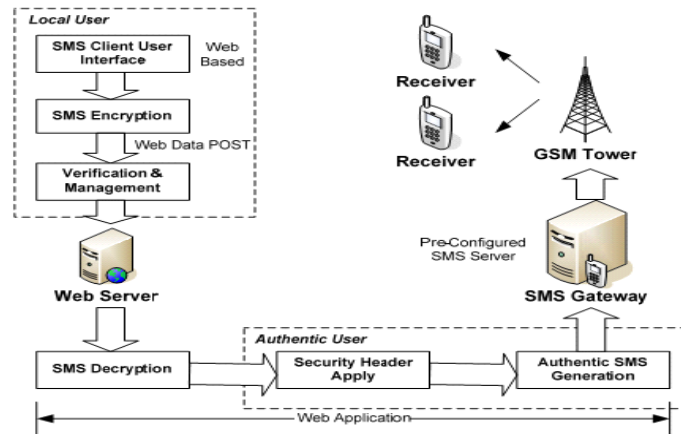 Local User
SMS Client User
Interface
Web
Based
SMS Encryption
Web Data POST
Verification &
Management
Web Server
SMS Decryption
Authentic User
Security Header
Apply
Authentic SMS
Generation
Web Application
Pre-Configured
SMS Server
SMS Gateway
GSM Tower
Receiver
Receiver